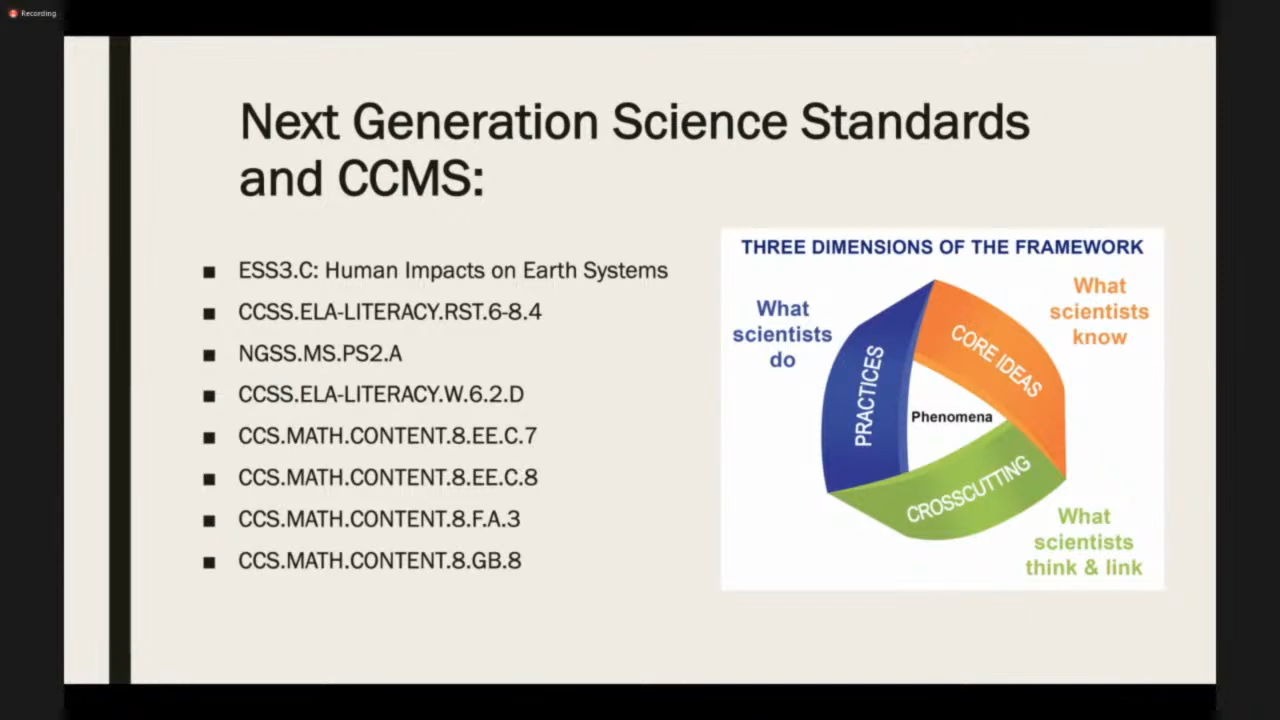 Recording
Next Generation Science Standards
and CCMS:
ESS3.C: Human Impacts on Earth Systems
CCSS.ELA-LITERACY.RST.6-8.4
NGSS.MS.PS2.A
CCSS.ELA-LITERACY.W.6.2.D
CCS.MATH.CONTENT.8.EE.C.7
CCS.MATH.CONTENT.8.EE.C.8
CCS.MATH.CONTENT.8.F.A.3
CCS.MATH.CONTENT.8.GB.8
THREE DIMENSIONS OF THE FRAMEWORK
What
scientists
do
What
scientists
know
PRACTICES
CORE IDEAS
Phenomena
CROSSCUTTING
What
scientists
think & link